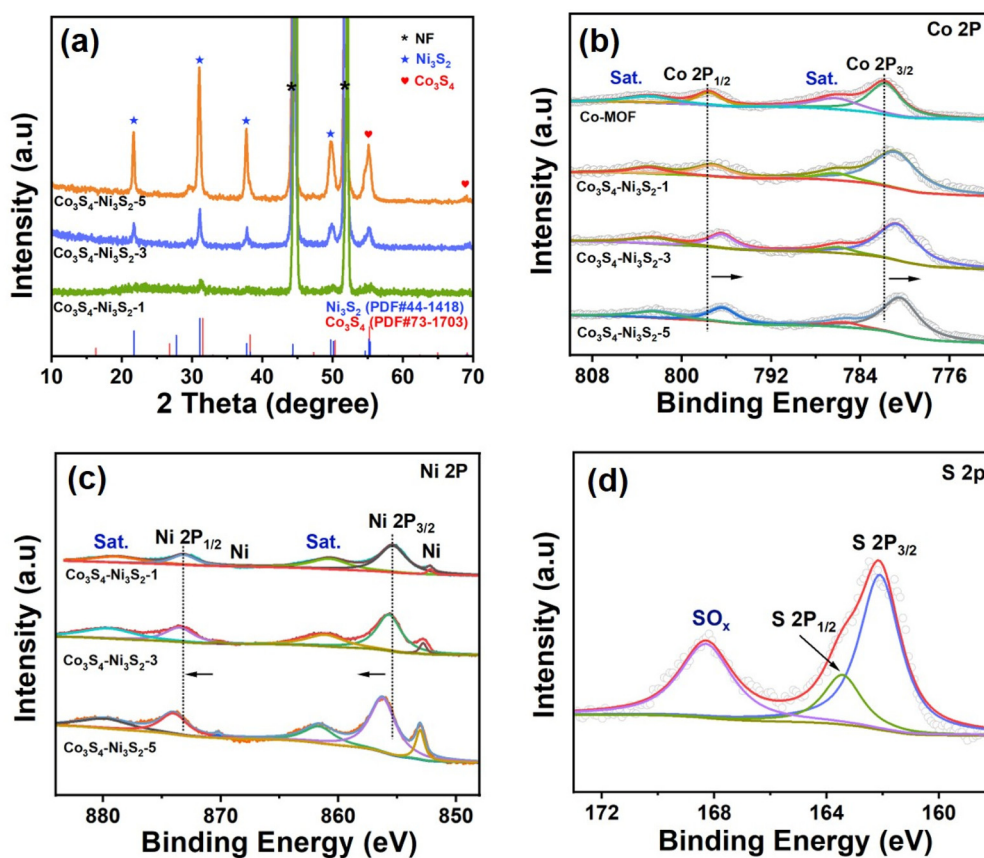 (a)
* NF
★ Ni₃S₂
♥ Co₃S₄
Co₃S₄-Ni₃S₂-5
Co₃S₄-Ni₃S₂-3
Co₃S₄-Ni₃S₂-1
Ni₃S₂ (PDF#44-1418)
Co₃S₄ (PDF#73-1703)
Intensity (a.u)
10 20 30 40 50 60 70
2 Theta (degree)
(b)
Co 2P
Sat. Co 2P₁/₂ Sat. Co 2P₃/₂
Co-MOF
Co₃S₄-Ni₃S₂-1
Co₃S₄-Ni₃S₂-3
Co₃S₄-Ni₃S₂-5
Intensity (a.u)
808 800 792 784 776
Binding Energy (eV)
(c)
Ni 2P
Sat. Ni 2P₁/₂ Ni Sat. Ni 2P₃/₂ Ni
Co₃S₄-Ni₃S₂-1
Co₃S₄-Ni₃S₂-3
Co₃S₄-Ni₃S₂-5
Intensity (a.u)
880 870 860 850
Binding Energy (eV)
(d)
S 2p
S 2P₃/₂
S 2P₁/₂
SOₓ
Intensity (a.u)
172 168 164 160
Binding Energy (eV)